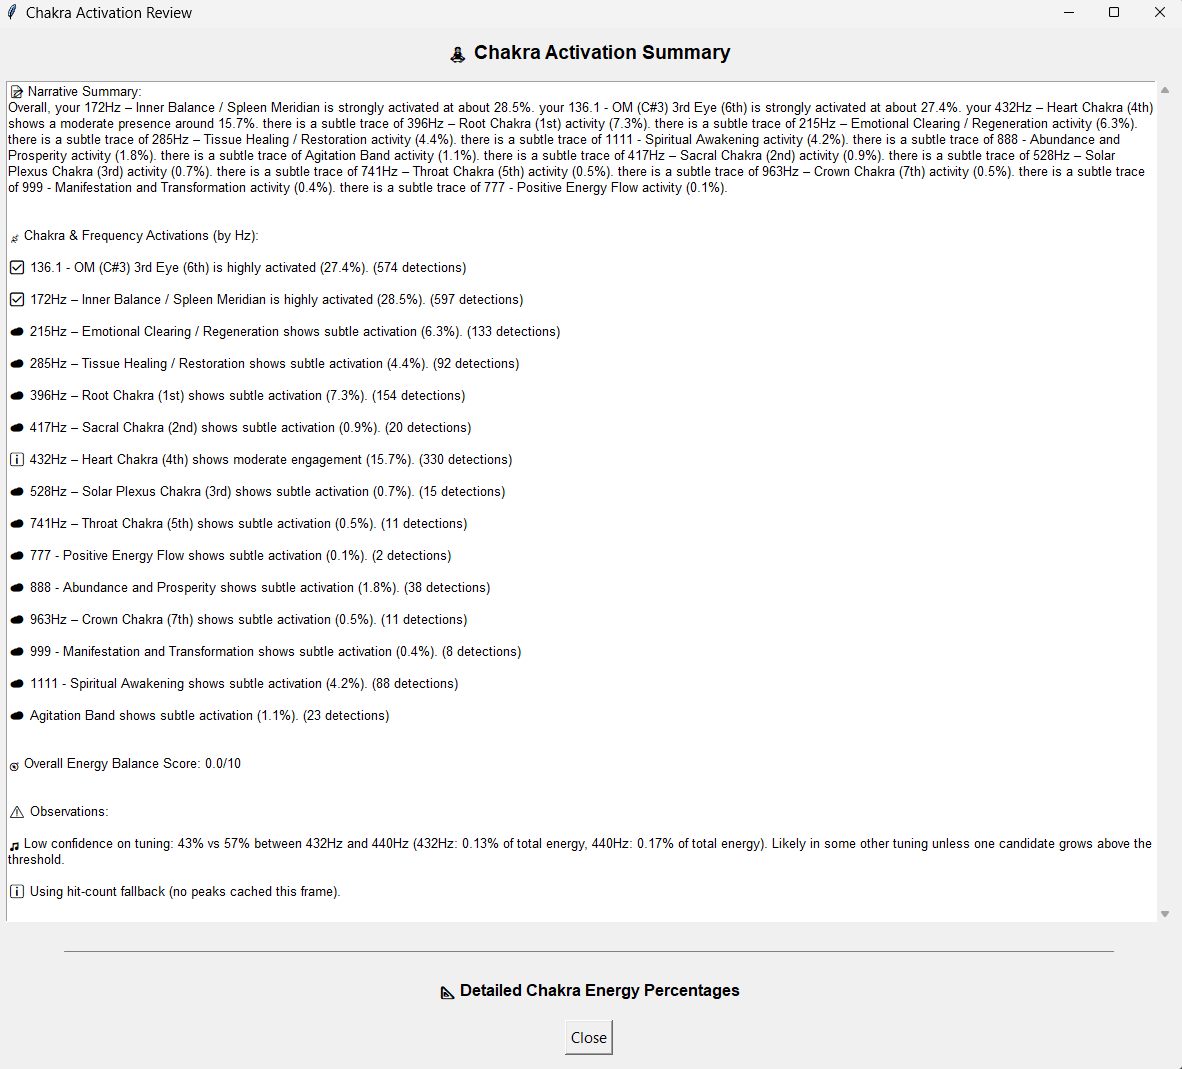 Chakra Activation Review
Chakra Activation Summary
Narrative Summary:
Overall, your 172Hz – Inner Balance / Spleen Meridian is strongly activated at about 28.5%. your 136.1 - OM (C#3) 3rd Eye (6th) is strongly activated at about 27.4%. your 432Hz – Heart Chakra (4th)
shows a moderate presence around 15.7%. there is a subtle trace of 396Hz – Root Chakra (1st) activity (7.3%). there is a subtle trace of 215Hz – Emotional Clearing / Regeneration activity (6.3%).
there is a subtle trace of 285Hz – Tissue Healing / Restoration activity (4.4%). there is a subtle trace of 1111 - Spiritual Awakening activity (4.2%). there is a subtle trace of 888 - Abundance and
Prosperity activity (1.8%). there is a subtle trace of Agitation Band activity (1.1%). there is a subtle trace of 417Hz – Sacral Chakra (2nd) activity (0.9%). there is a subtle trace of 528Hz – Solar
Plexus Chakra (3rd) activity (0.7%). there is a subtle trace of 741Hz – Throat Chakra (5th) activity (0.5%). there is a subtle trace of 963Hz – Crown Chakra (7th) activity (0.5%). there is a subtle trace
of 999 - Manifestation and Transformation activity (0.4%). there is a subtle trace of 777 - Positive Energy Flow activity (0.1%).
Chakra & Frequency Activations (by Hz):
136.1 - OM (C#3) 3rd Eye (6th) is highly activated (27.4%). (574 detections)
172Hz – Inner Balance / Spleen Meridian is highly activated (28.5%). (597 detections)
215Hz – Emotional Clearing / Regeneration shows subtle activation (6.3%). (133 detections)
285Hz – Tissue Healing / Restoration shows subtle activation (4.4%). (92 detections)
396Hz – Root Chakra (1st) shows subtle activation (7.3%). (154 detections)
417Hz – Sacral Chakra (2nd) shows subtle activation (0.9%). (20 detections)
432Hz – Heart Chakra (4th) shows moderate engagement (15.7%). (330 detections)
528Hz – Solar Plexus Chakra (3rd) shows subtle activation (0.7%). (15 detections)
741Hz – Throat Chakra (5th) shows subtle activation (0.5%). (11 detections)
777 - Positive Energy Flow shows subtle activation (0.1%). (2 detections)
888 - Abundance and Prosperity shows subtle activation (1.8%). (38 detections)
963Hz – Crown Chakra (7th) shows subtle activation (0.5%). (11 detections)
999 - Manifestation and Transformation shows subtle activation (0.4%). (8 detections)
1111 - Spiritual Awakening shows subtle activation (4.2%). (88 detections)
Agitation Band shows subtle activation (1.1%). (23 detections)
Overall Energy Balance Score: 0.0/10
Observations:
Low confidence on tuning: 43% vs 57% between 432Hz and 440Hz (432Hz: 0.13% of total energy, 440Hz: 0.17% of total energy). Likely in some other tuning unless one candidate grows above the
threshold.
Using hit-count fallback (no peaks cached this frame).
Detailed Chakra Energy Percentages
Close